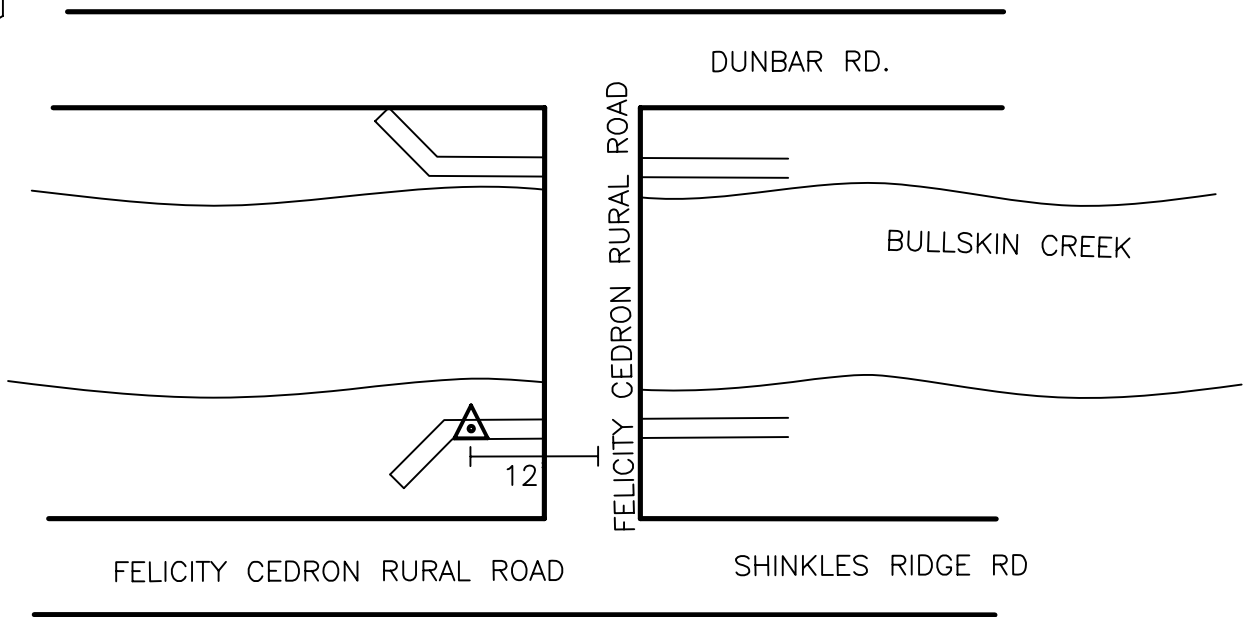 DUNBAR RD.
FELICITY CEDRON RURAL ROAD
BULLSKIN CREEK
12
FELICITY CEDRON RURAL ROAD
SHINKLES RIDGE RD